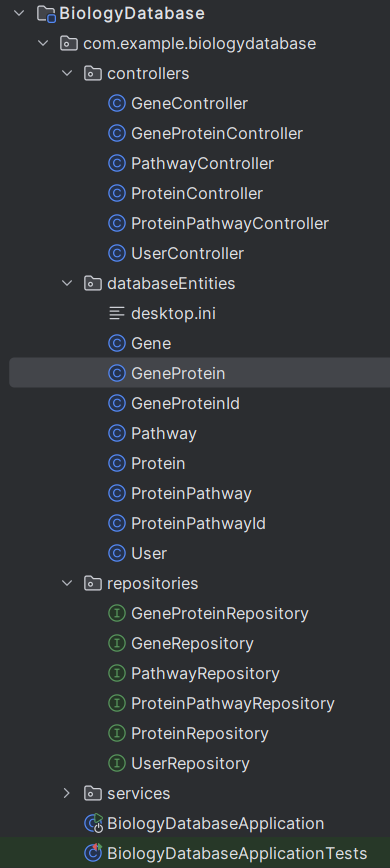 BiologyDatabase
com.example.biologydatabase
controllers
C GeneController
C GeneProteinController
C PathwayController
C ProteinController
C ProteinPathwayController
C UserController
databaseEntities
desktop.ini
C Gene
C GeneProtein
C GeneProteinId
C Pathway
C Protein
C ProteinPathway
C ProteinPathwayId
C User
repositories
I GeneProteinRepository
I GeneRepository
I PathwayRepository
I ProteinPathwayRepository
I ProteinRepository
I UserRepository
services
C BiologyDatabaseApplication
C BiologyDatabaseApplicationTests